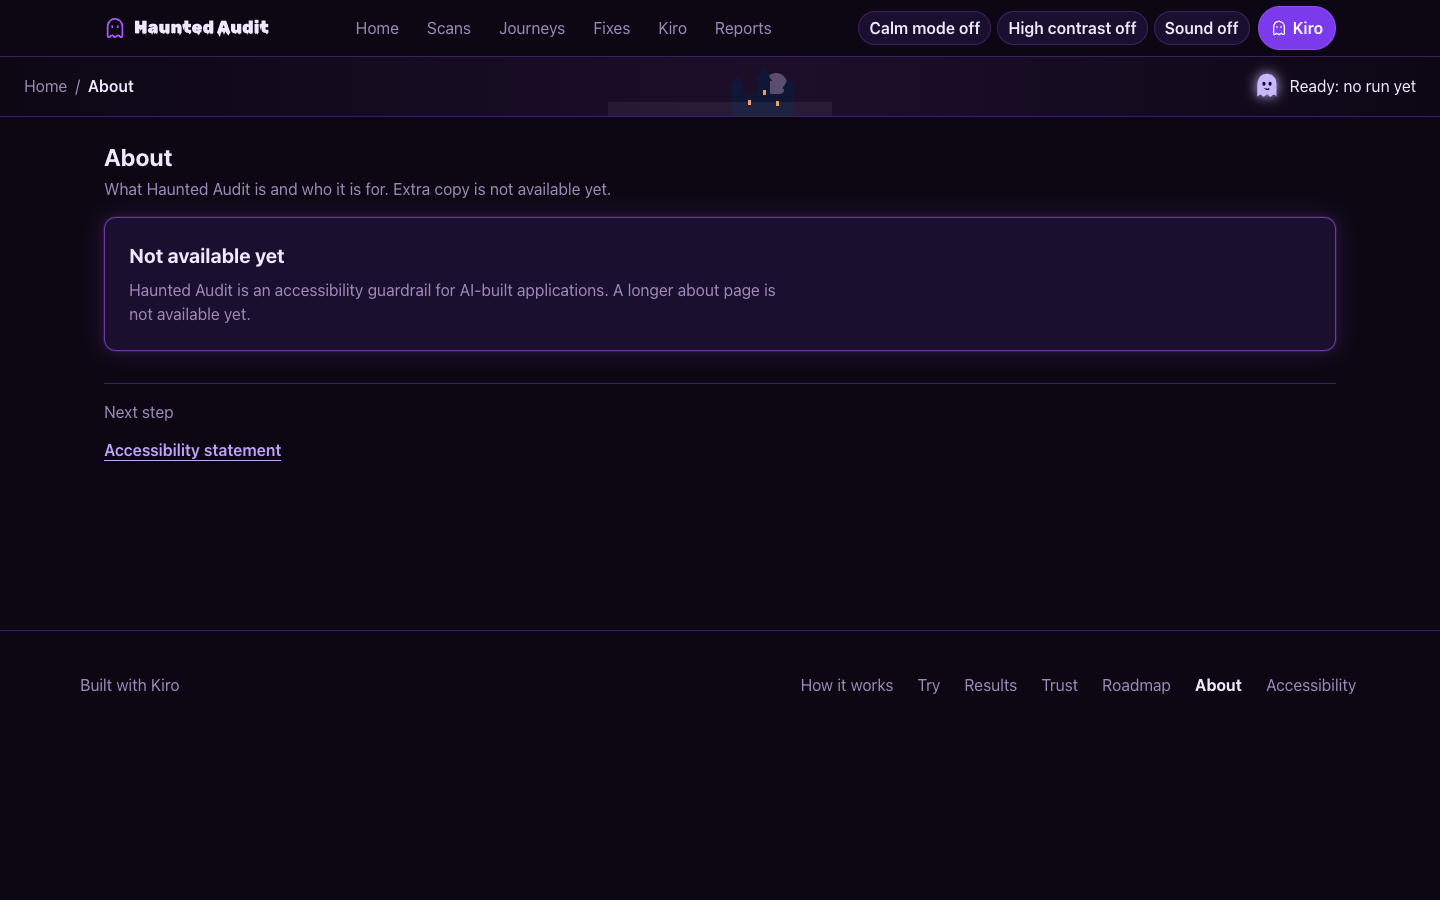 Haunted Audit
Home Scans Journeys Fixes Kiro Reports
Calm mode off High contrast off Sound off Kiro
Home / About
Ready: no run yet
About
What Haunted Audit is and who it is for. Extra copy is not available yet.
Not available yet
Haunted Audit is an accessibility guardrail for AI-built applications. A longer about page is
not available yet.
Next step
Accessibility statement
Built with Kiro
How it works Try Results Trust Roadmap About Accessibility